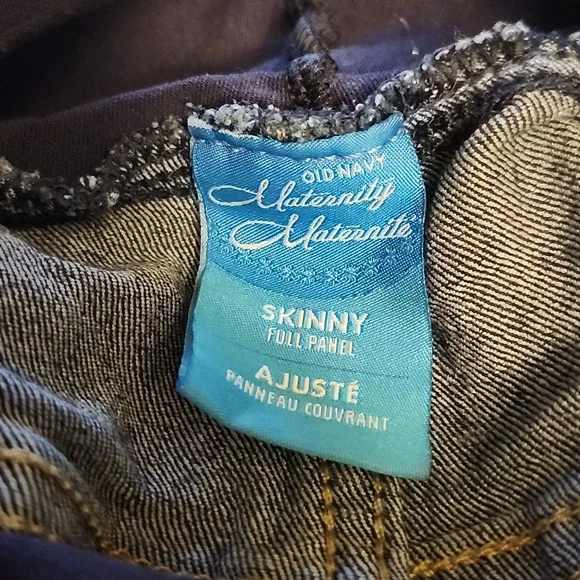 OLD NAVY
Maternity
Maternité
SKINNY
FULL PANEL
AJUSTÉ
PANNEAU COUVRANT